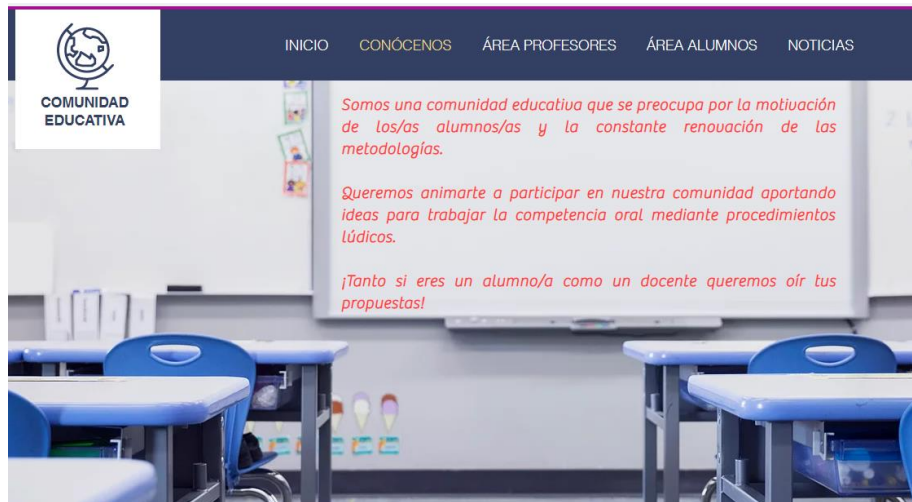 INICIO
CONÓCENOS
ÁREA PROFESORES
ÁREA ALUMNOS
NOTICIAS
COMUNIDAD
EDUCATIVA
Somos una comunidad educativa que se preocupa por la motivación
de los/as alumnos/as y la constante renovación de las
metodologías.
Queremos animarte a participar en nuestra comunidad aportando
ideas para trabajar la competencia oral mediante procedimientos
lúdicos.
¡Tanto si eres un alumno/a como un docente queremos oír tus
propuestas!